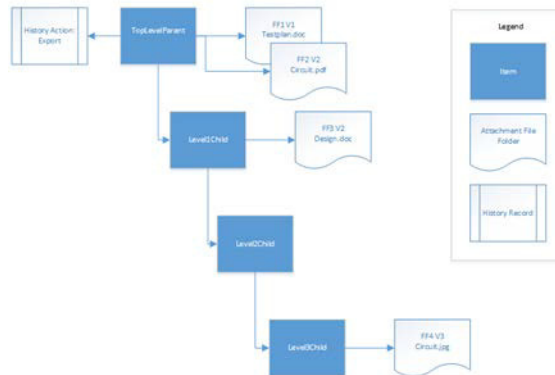 History Action:
Export
TopLevelParent
FF1 V1
Testplan.doc
FF2 V2
Circuit.pdf
Level1Child
FF3 V2
Design.doc
Level2Child
Level3Child
FF4 V3
Circuit.jpg
Legend
Item
Attachment File
Folder
History Record